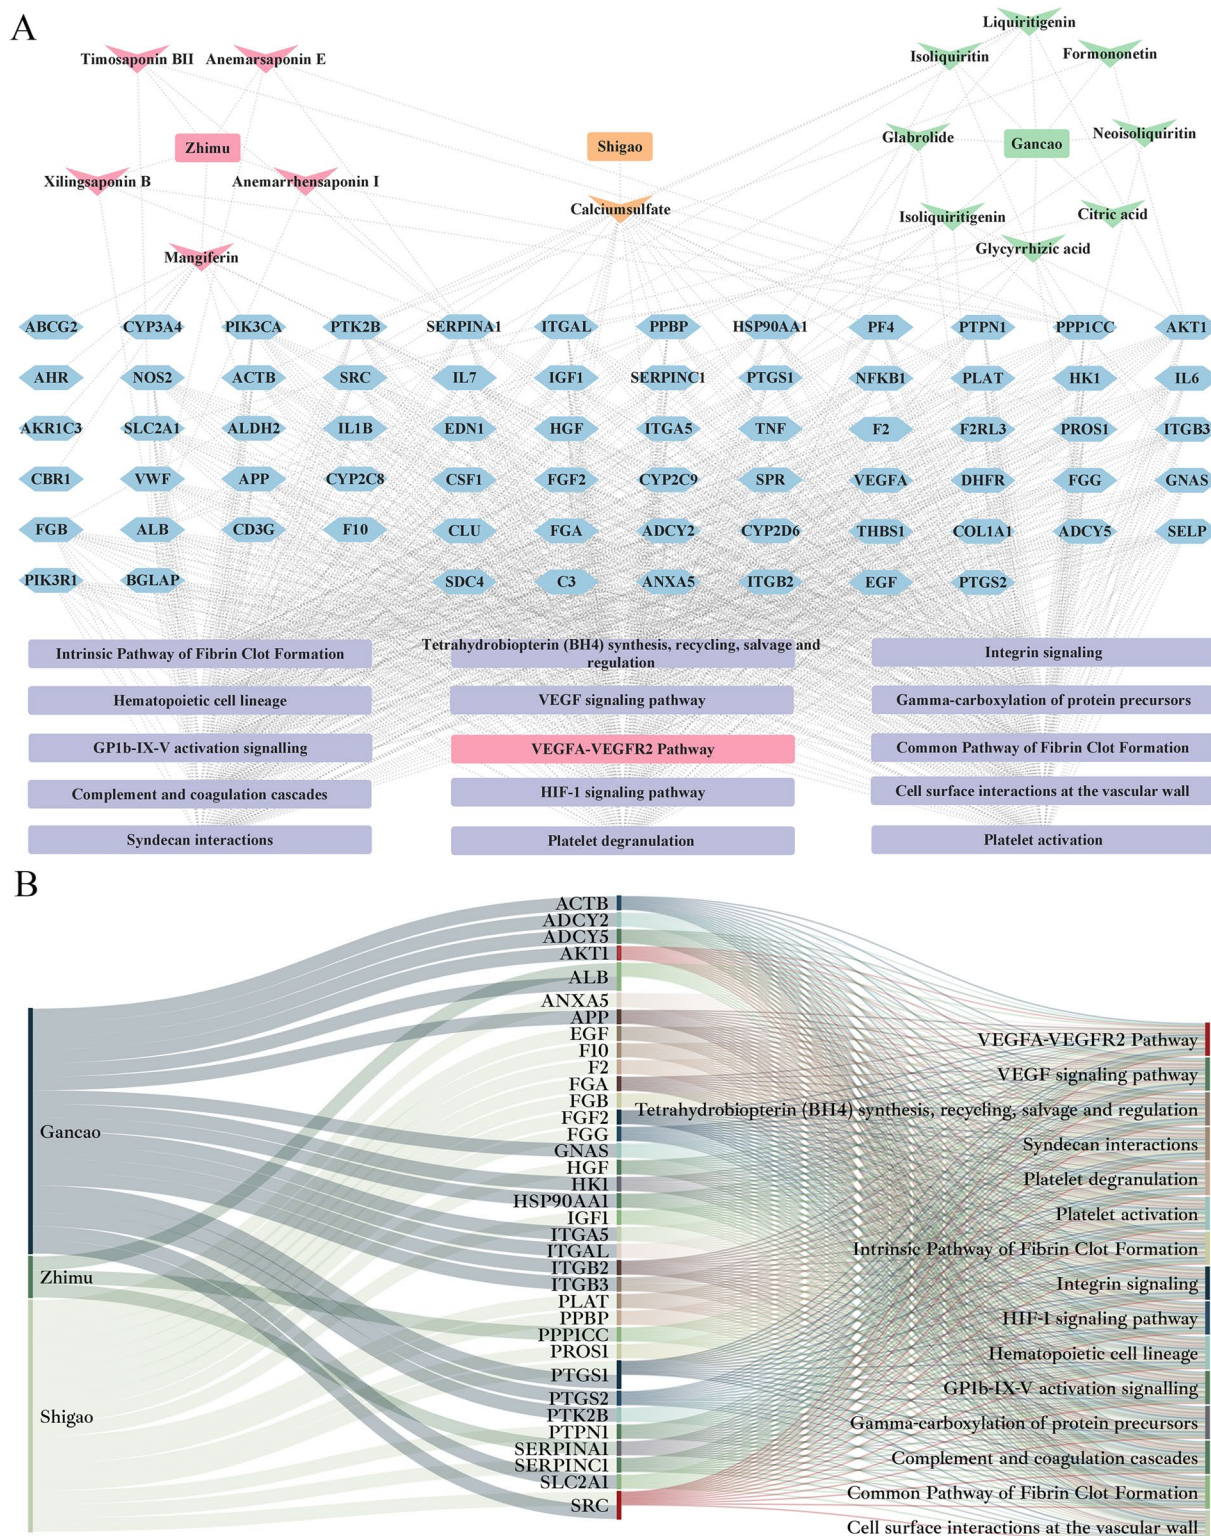 A
Liquiritigenin
Timosaponin BII
Anemarsaponin E
Isoliquiritin
Formononetin
Zhimu
Shigao
Glabrolide
Gancao
Neoisoliquiritin
Xilingsaponin B
Anemarrhensaponin I
Calciumsulfate
Isoliquiritigenin
Citric acid
Mangiferin
Glycyrrhizic acid
ABCG2 CYP3A4 PIK3CA PTK2B SERPINA1 ITGAL PPBP HSP90AA1 PF4 PTPN1 PPP1CC AKT1
AHR NOS2 ACTB SRC IL7 IGF1 SERPINC1 PTGS1 NFKB1 PLAT HK1 IL6
AKR1C3 SLC2A1 ALDH2 IL1B EDN1 HGF ITGA5 TNF F2 F2RL3 PROS1 ITGB3
CBR1 VWF APP CYP2C8 CSF1 FGF2 CYP2C9 SPR VEGFA DHFR FGG GNAS
FGB ALB CD3G F10 CLU FGA ADCY2 CYP2D6 THBS1 COL1A1 ADCY5 SELP
PIK3R1 BGLAP SDC4 C3 ANXA5 ITGB2 EGF PTGS2
Intrinsic Pathway of Fibrin Clot Formation
Tetrahydrobiopterin (BH4) synthesis, recycling, salvage and
regulation
Integrin signaling
Hematopoietic cell lineage
VEGF signaling pathway
Gamma-carboxylation of protein precursors
GP1b-IX-V activation signalling
VEGFA-VEGFR2 Pathway
Common Pathway of Fibrin Clot Formation
Complement and coagulation cascades
HIF-1 signaling pathway
Cell surface interactions at the vascular wall
Syndecan interactions
Platelet degranulation
Platelet activation
B
Gancao
Zhimu
Shigao
ACTB
ADCY2
ADCY5
AKT1
ALB
ANXA5
APP
EGF
F10
F2
FGA
FGB
FGF2
FGG
GNAS
HGF
HK1
HSP90AA1
IGF1
ITGA5
ITGAL
ITGB2
ITGB3
PLAT
PPBP
PPP1CC
PROS1
PTGS1
PTGS2
PTK2B
PTPN1
SERPINA1
SERPINC1
SLC2A1
SRC
VEGFA-VEGFR2 Pathway
VEGF signaling pathway
Tetrahydrobiopterin (BH4) synthesis, recycling, salvage and regulation
Syndecan interactions
Platelet degranulation
Platelet activation
Intrinsic Pathway of Fibrin Clot Formation
Integrin signaling
HIF-1 signaling pathway
Hematopoietic cell lineage
GP1b-IX-V activation signalling
Gamma-carboxylation of protein precursors
Complement and coagulation cascades
Common Pathway of Fibrin Clot Formation
Cell surface interactions at the vascular wall